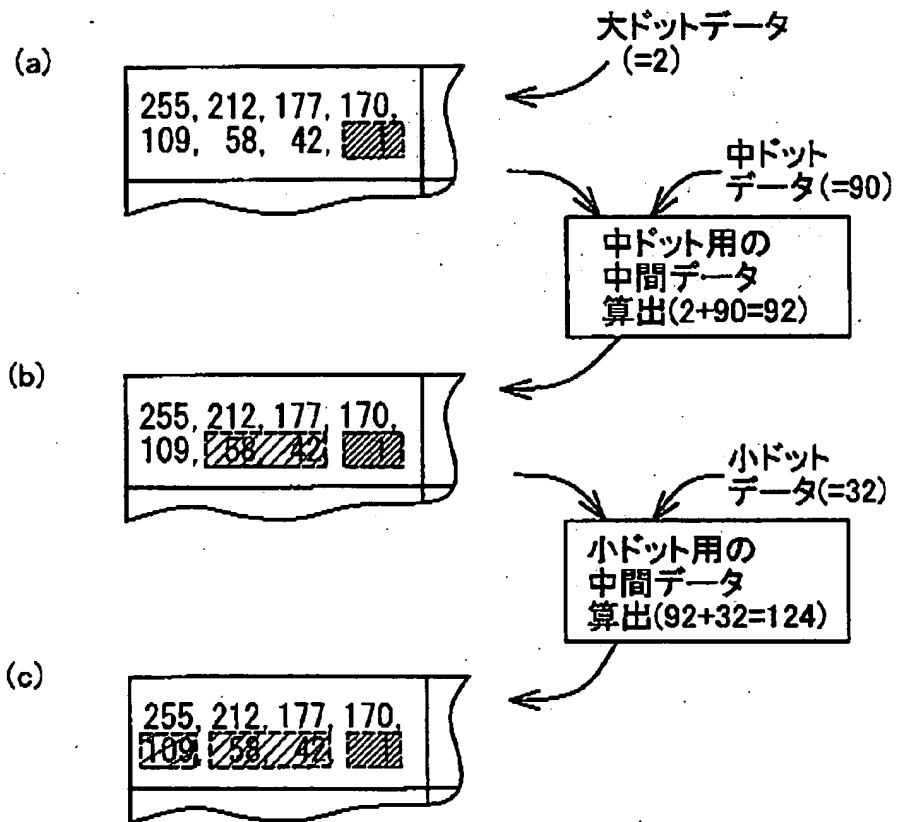 (a)
大ドットデータ
(=2)
255, 212, 177, 170,
109, 58, 42, 1
中ドット
データ(=90)
中ドット用の
中間データ
算出(2+90=92)
(b)
255, 212, 177, 170,
109, 58, 42, 1
小ドット
データ(=32)
小ドット用の
中間データ
算出(92+32=124)
(c)
255, 212, 177, 170,
109, 58, 42, 1